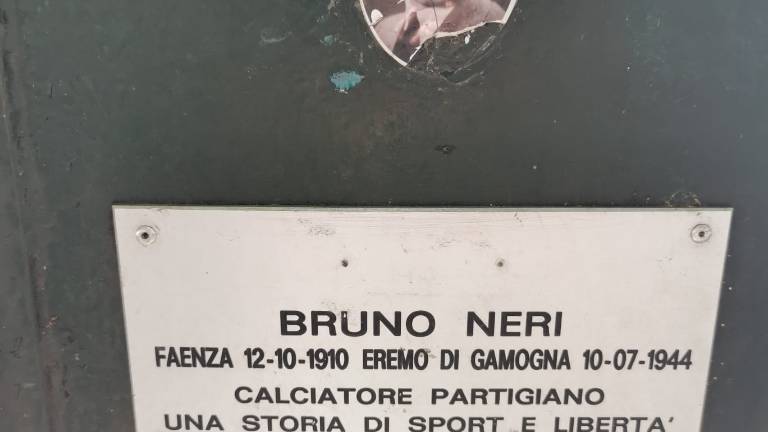 BRUNO NERI
FAENZA 12-10-1910 EREMO DI GAMOGNA 10-07-1944
CALCIATORE PARTIGIANO
UNA STORIA DI SPORT E LIBERTA'